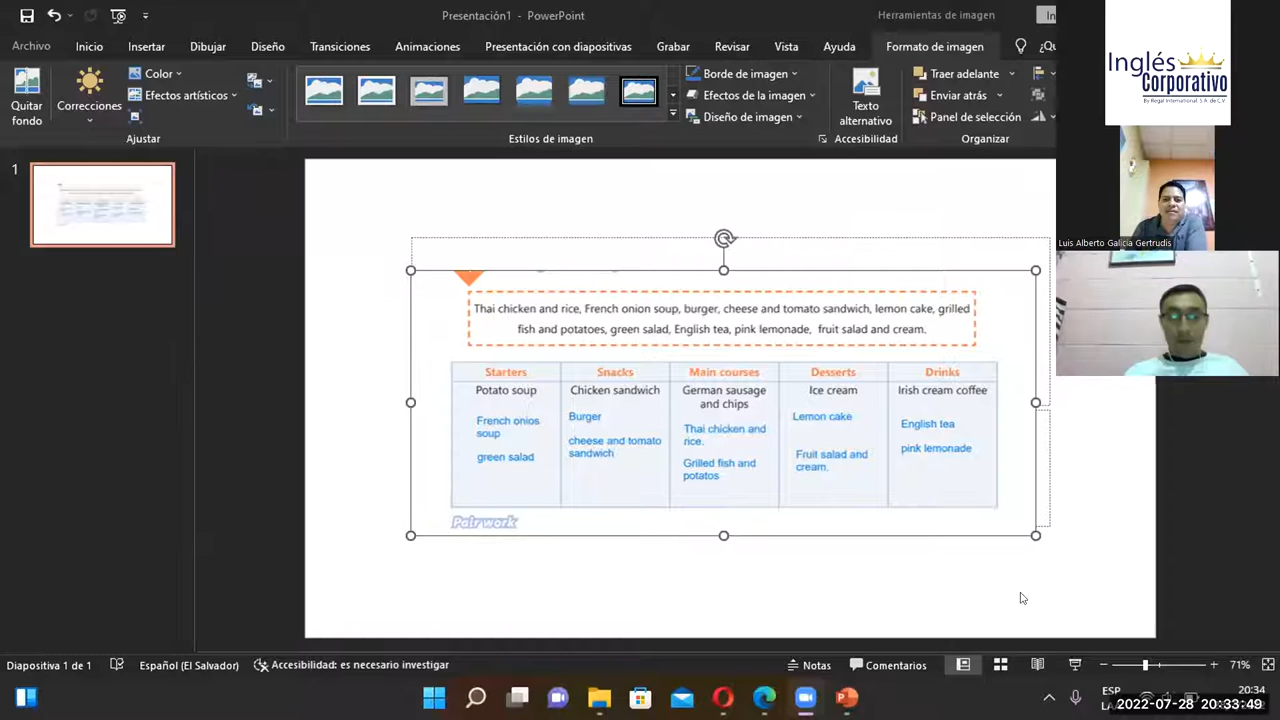 Presentación1 - PowerPoint
Herramientas de imagen
In
Archivo Inicio Insertar Dibujar Diseño Transiciones Animaciones Presentación con diapositivas Grabar Revisar Vista Ayuda Formato de imagen
Quitar fondo
Correcciones
Color
Efectos artísticos
Ajustar
Estilos de imagen
Borde de imagen
Efectos de la imagen
Diseño de imagen
Texto alternativo
Accesibilidad
Traer adelante
Enviar atrás
Panel de selección
Organizar
Inglés
Corporativo
By Regal International S.A. de C.V
Luis Alberto Galicia Gertrudis
1
Thai chicken and rice, French onion soup, burger, cheese and tomato sandwich, lemon cake, grilled
fish and potatoes, green salad, English tea, pink lemonade, fruit salad and cream.
Starters Snacks Main courses Desserts Drinks
Potato soup
French onios
soup
green salad
Chicken sandwich
Burger
cheese and tomato
sandwich
German sausage
and chips
Thai chicken and
rice.
Grilled fish and
potatos
Ice cream
Lemon cake
Fruit salad and
cream.
Irish cream coffee
English tea
pink lemonade
Pair work
Diapositiva 1 de 1 Español (El Salvador) Accesibilidad: es necesario investigar Notas Comentarios 71%
ESP
20:34
2022-07-28 20:33:49